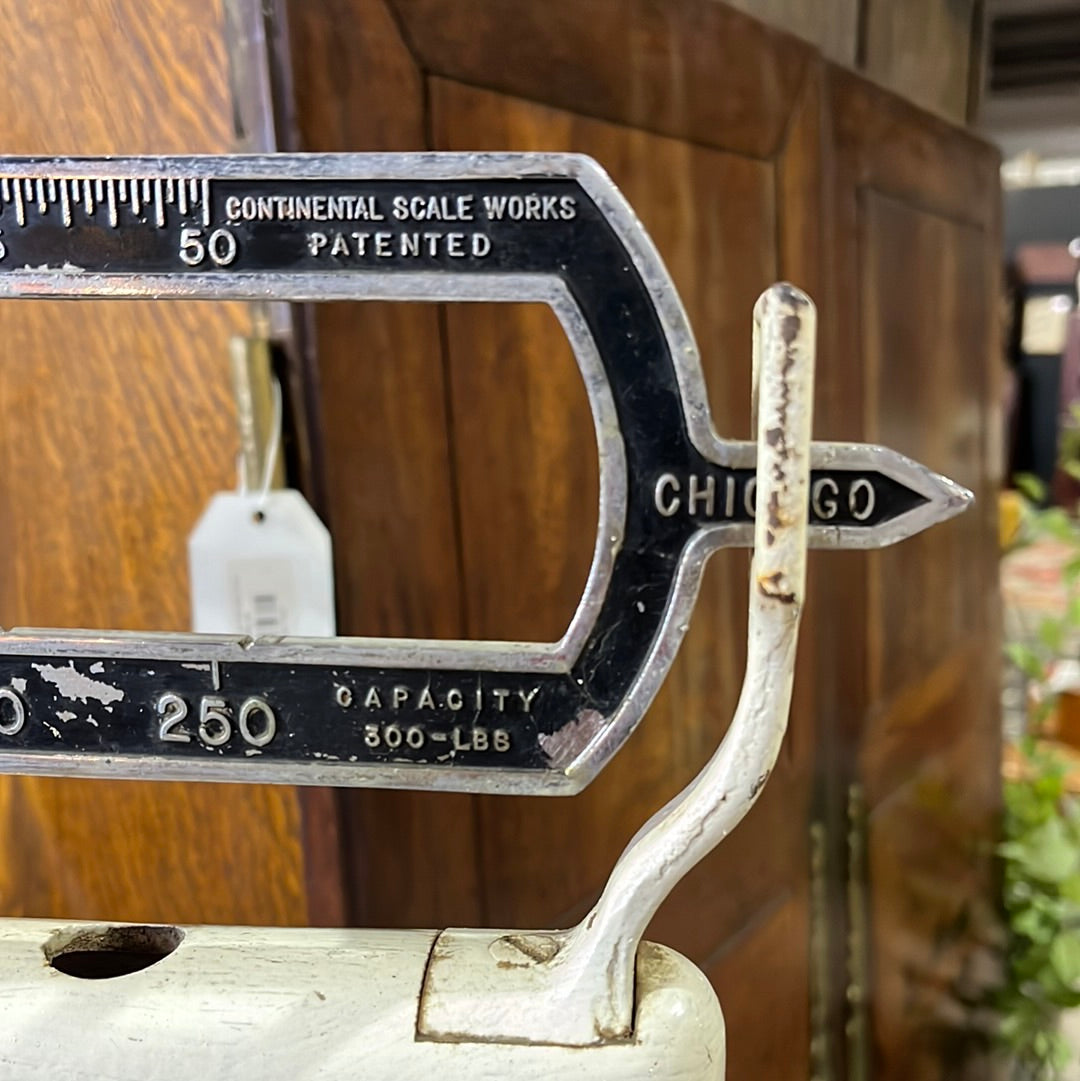 50
CONTINENTAL SCALE WORKS
PATENTED
CHICAGO
250
CAPACITY
300-LBS